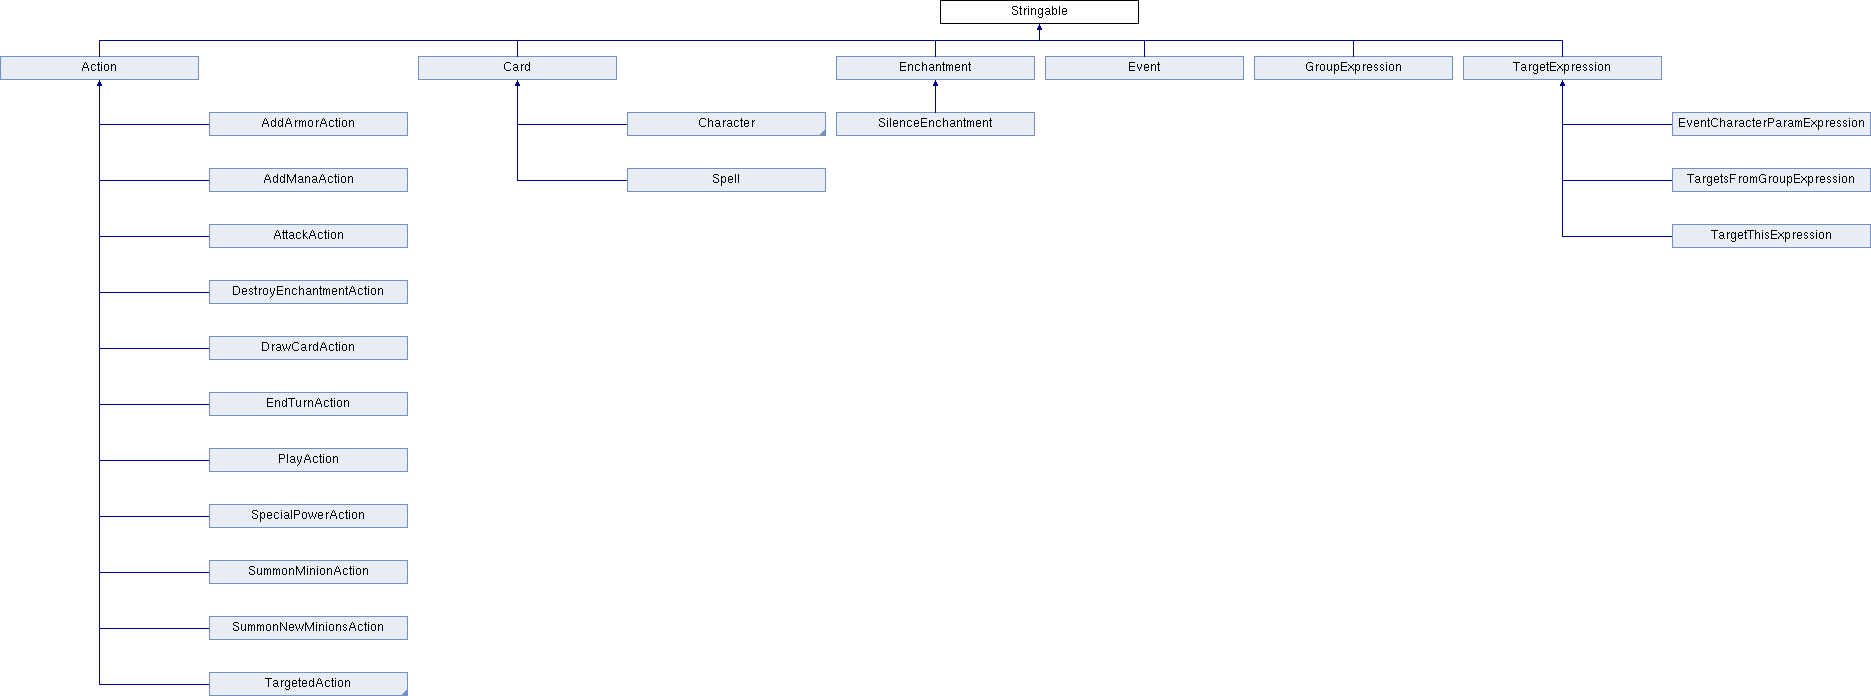 Stringable
Action
Card
Enchantment
Event
GroupExpression
TargetExpression
AddArmorAction
Character
SilenceEnchantment
EventCharacterParamExpression
AddManaAction
Spell
TargetsFromGroupExpression
AttackAction
TargetThisExpression
DestroyEnchantmentAction
DrawCardAction
EndTurnAction
PlayAction
SpecialPowerAction
SummonMinionAction
SummonNewMinionsAction
TargetedAction